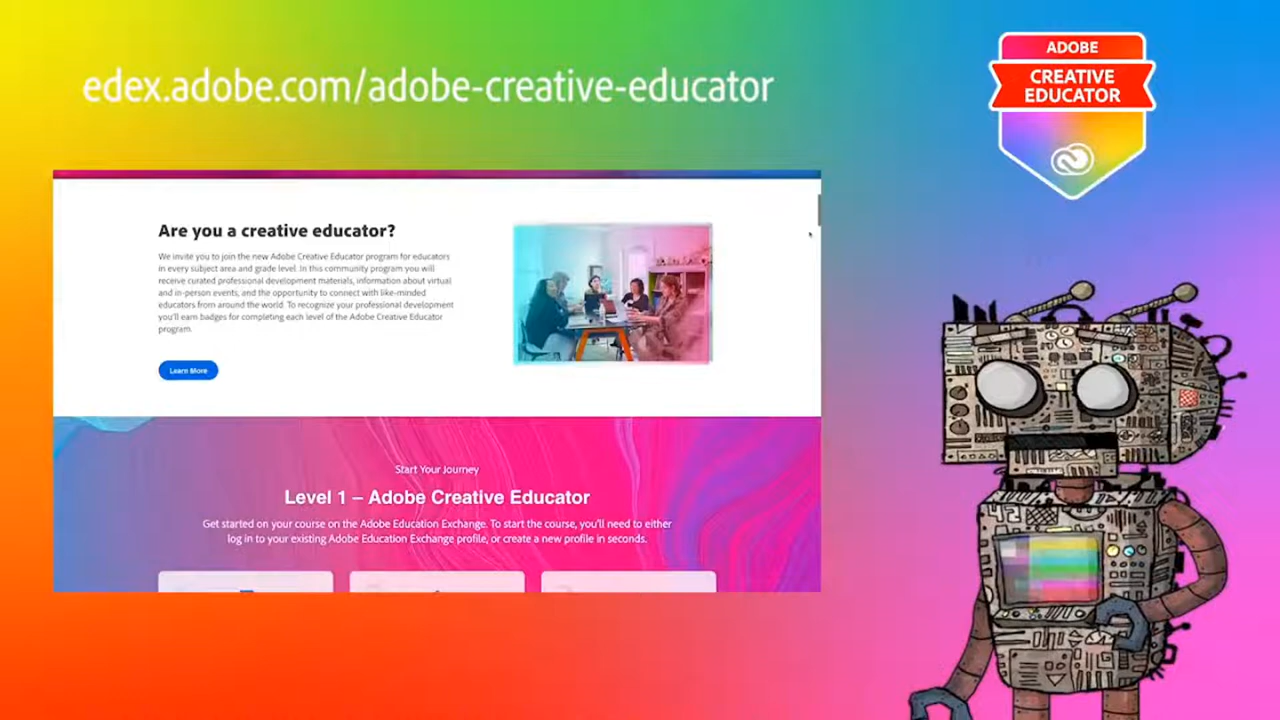 edex.adobe.com/adobe-creative-educator
ADOBE
CREATIVE
EDUCATOR
Are you a creative educator?
We invite you to join the new Adobe Creative Educator program for educators
in every subject area and grade level. In this community program you will
receive curated professional development materials, information about virtual
and in-person events, and the opportunity to connect with like-minded
educators from around the world. To recognize your professional development
you'll earn badges for completing each level of the Adobe Creative Educator
program.
Learn More
Start Your Journey
Level 1 – Adobe Creative Educator
Get started on your course on the Adobe Education Exchange. To start the course, you'll need to either
log in to your existing Adobe Education Exchange profile, or create a new profile in seconds.